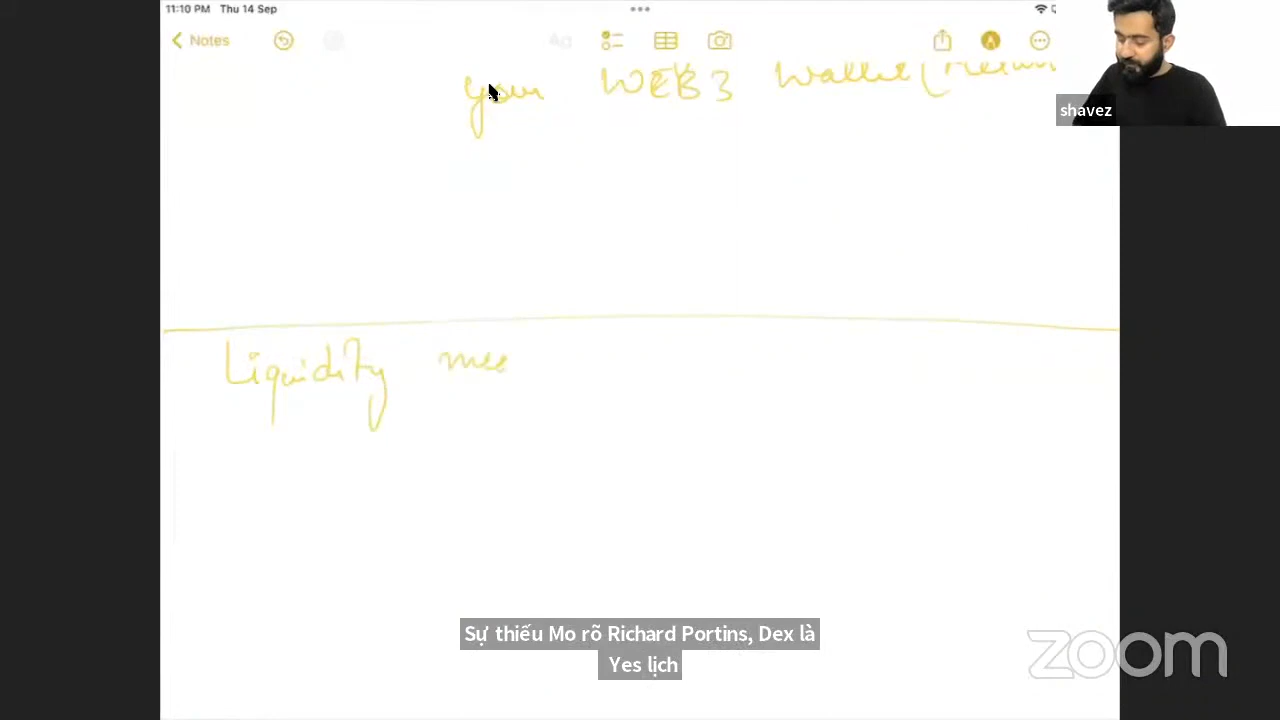 11:10 PM Thu 14 Sep
Notes
your WEB3 Wallet (
shavez
Liquidity
Sự thiếu Mo rõ Richard Portins, Dex là
Yes lịch
zoom